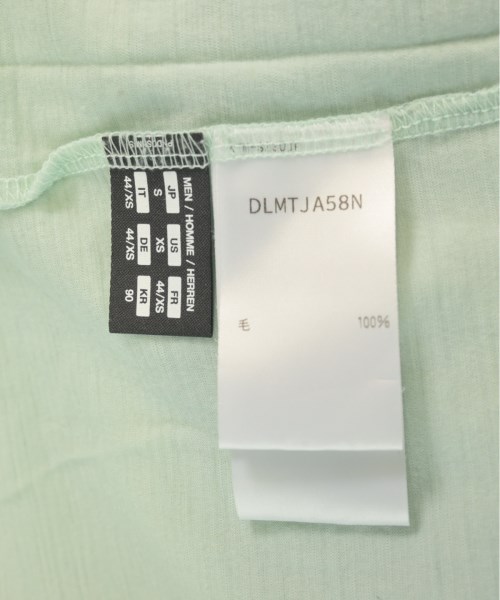 MEN / HOMME / HERREN
JP US FR
S XS 44/XS
IT DE KR
44/XS 44/XS 90
DLMTJA58N
毛 100%